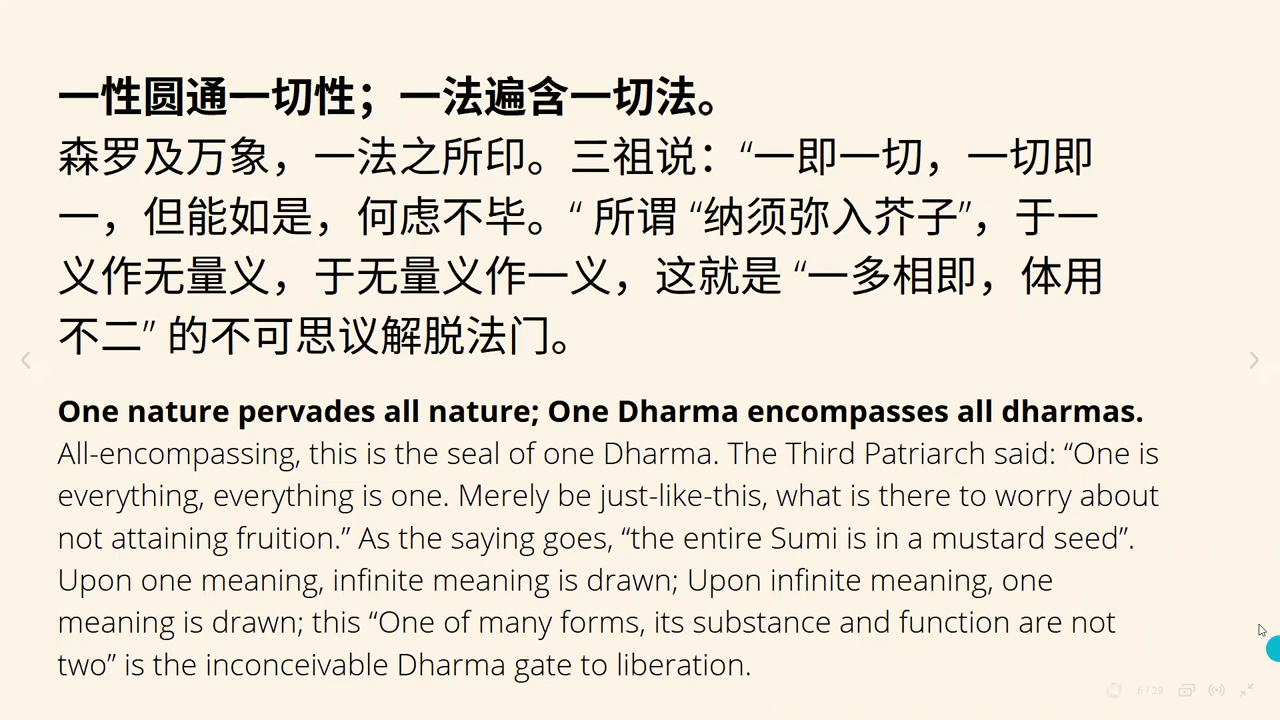 一性圆通一切性；一法遍含一切法。
森罗及万象，一法之所印。三祖说：“一即一切，一切即
一，但能如是，何虑不毕。“ 所谓 “纳须弥入芥子”，于一
义作无量义，于无量义作一义，这就是 “一多相即，体用
不二” 的不可思议解脱法门。
One nature pervades all nature; One Dharma encompasses all dharmas.
All-encompassing, this is the seal of one Dharma. The Third Patriarch said: “One is
everything, everything is one. Merely be just-like-this, what is there to worry about
not attaining fruition.” As the saying goes, “the entire Sumi is in a mustard seed”.
Upon one meaning, infinite meaning is drawn; Upon infinite meaning, one
meaning is drawn; this “One of many forms, its substance and function are not
two” is the inconceivable Dharma gate to liberation.
6 / 29